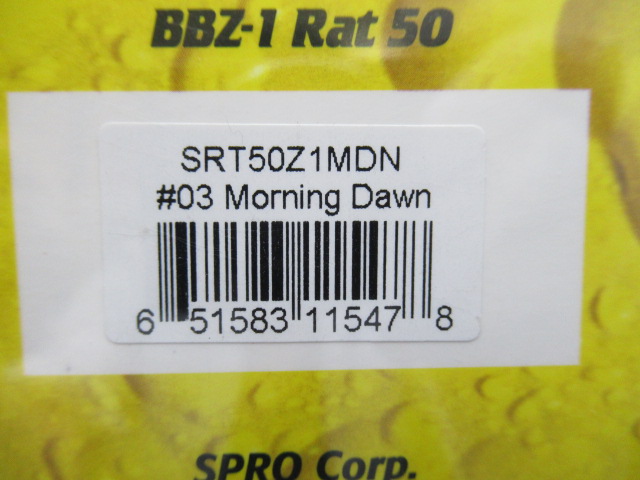 BBZ-1 Rat 50
SRT50Z1MDN
#03 Morning Dawn
6 51583 11547 8
SPRO Corp.